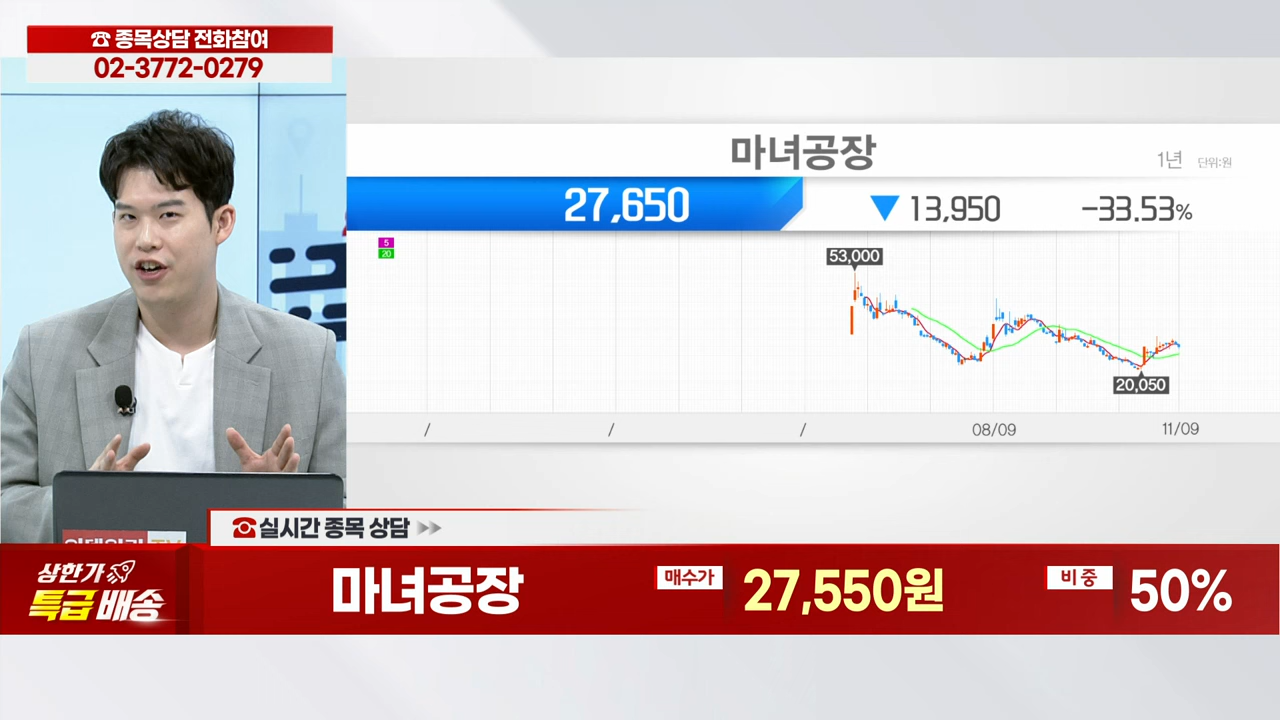 ☎ 종목상담 전화참여
02-3772-0279
마녀공장
1년 단위:원
27,650 ▼ 13,950 -33.53%
5
20
53,000
20,050
/ / / 08/09 11/09
☎실시간 종목 상담
상한가
특급 배송
마녀공장 매수가 27,550원 비중 50%